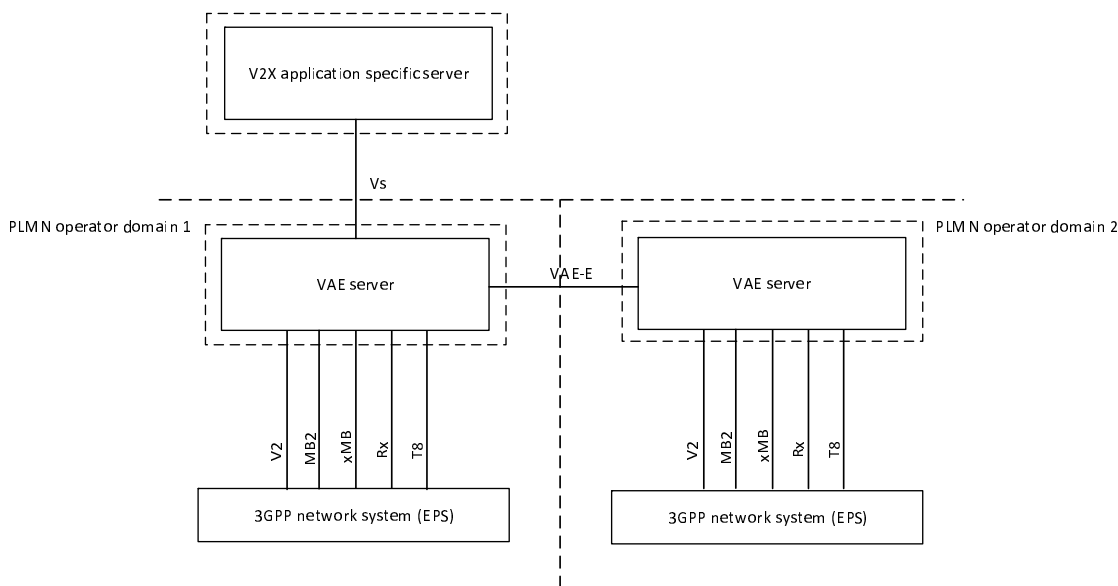 V2X application specific server
Vs
PLMN operator domain 1
PLMN operator domain 2
VAE server
VAE-E
VAE server
V2
MB2
xMB
Rx
T8
V2
MB2
xMB
Rx
T8
3GPP network system (EPS)
3GPP network system (EPS)